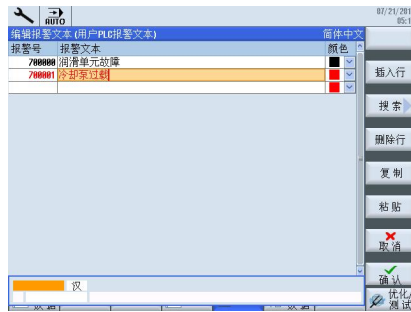 AUTO
07/21/201
05:1
编辑报警文本 (用户PLC报警文本) 简体中文
报警号 报警文本 颜色
700000 润滑单元故障
700001 冷却泵过载
插入行
搜索
删除行
复制
粘贴
取消
确认
汉
优化/
测试